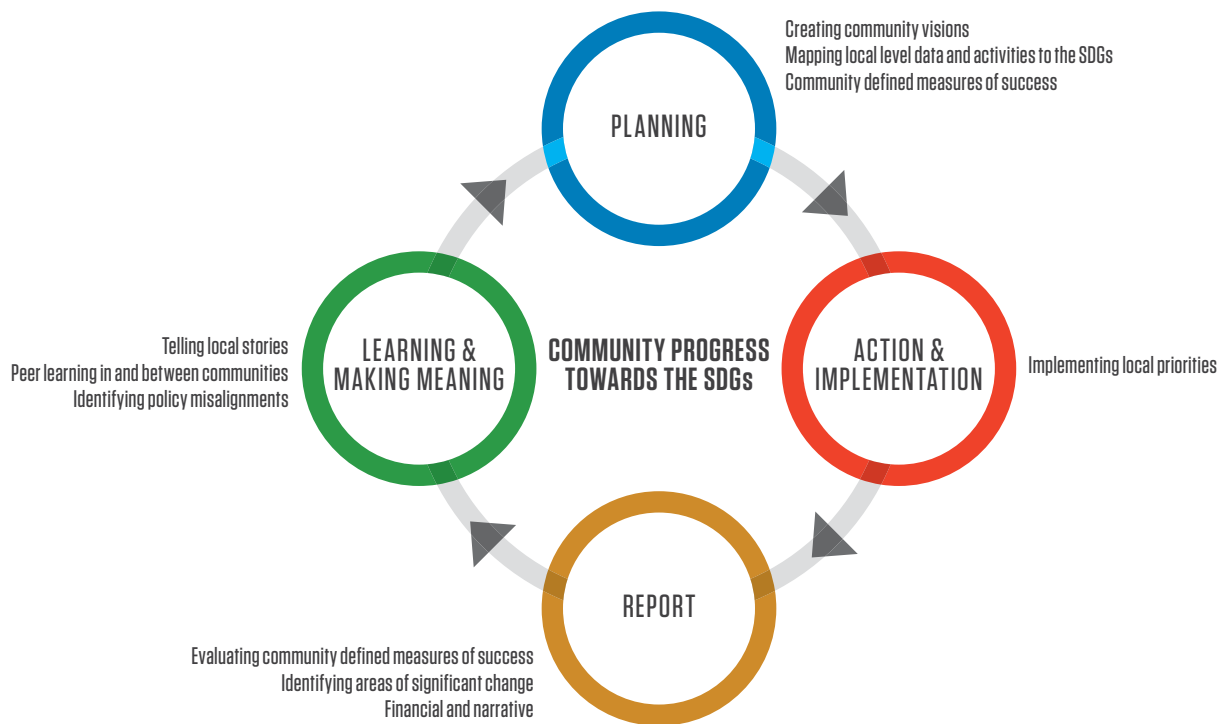 Creating community visions
Mapping local level data and activities to the SDGs
Community defined measures of success
PLANNING
Telling local stories
Peer learning in and between communities
Identifying policy misalignments
LEARNING &
MAKING MEANING
COMMUNITY PROGRESS
TOWARDS THE SDGs
ACTION &
IMPLEMENTATION
Implementing local priorities
REPORT
Evaluating community defined measures of success
Identifying areas of significant change
Financial and narrative